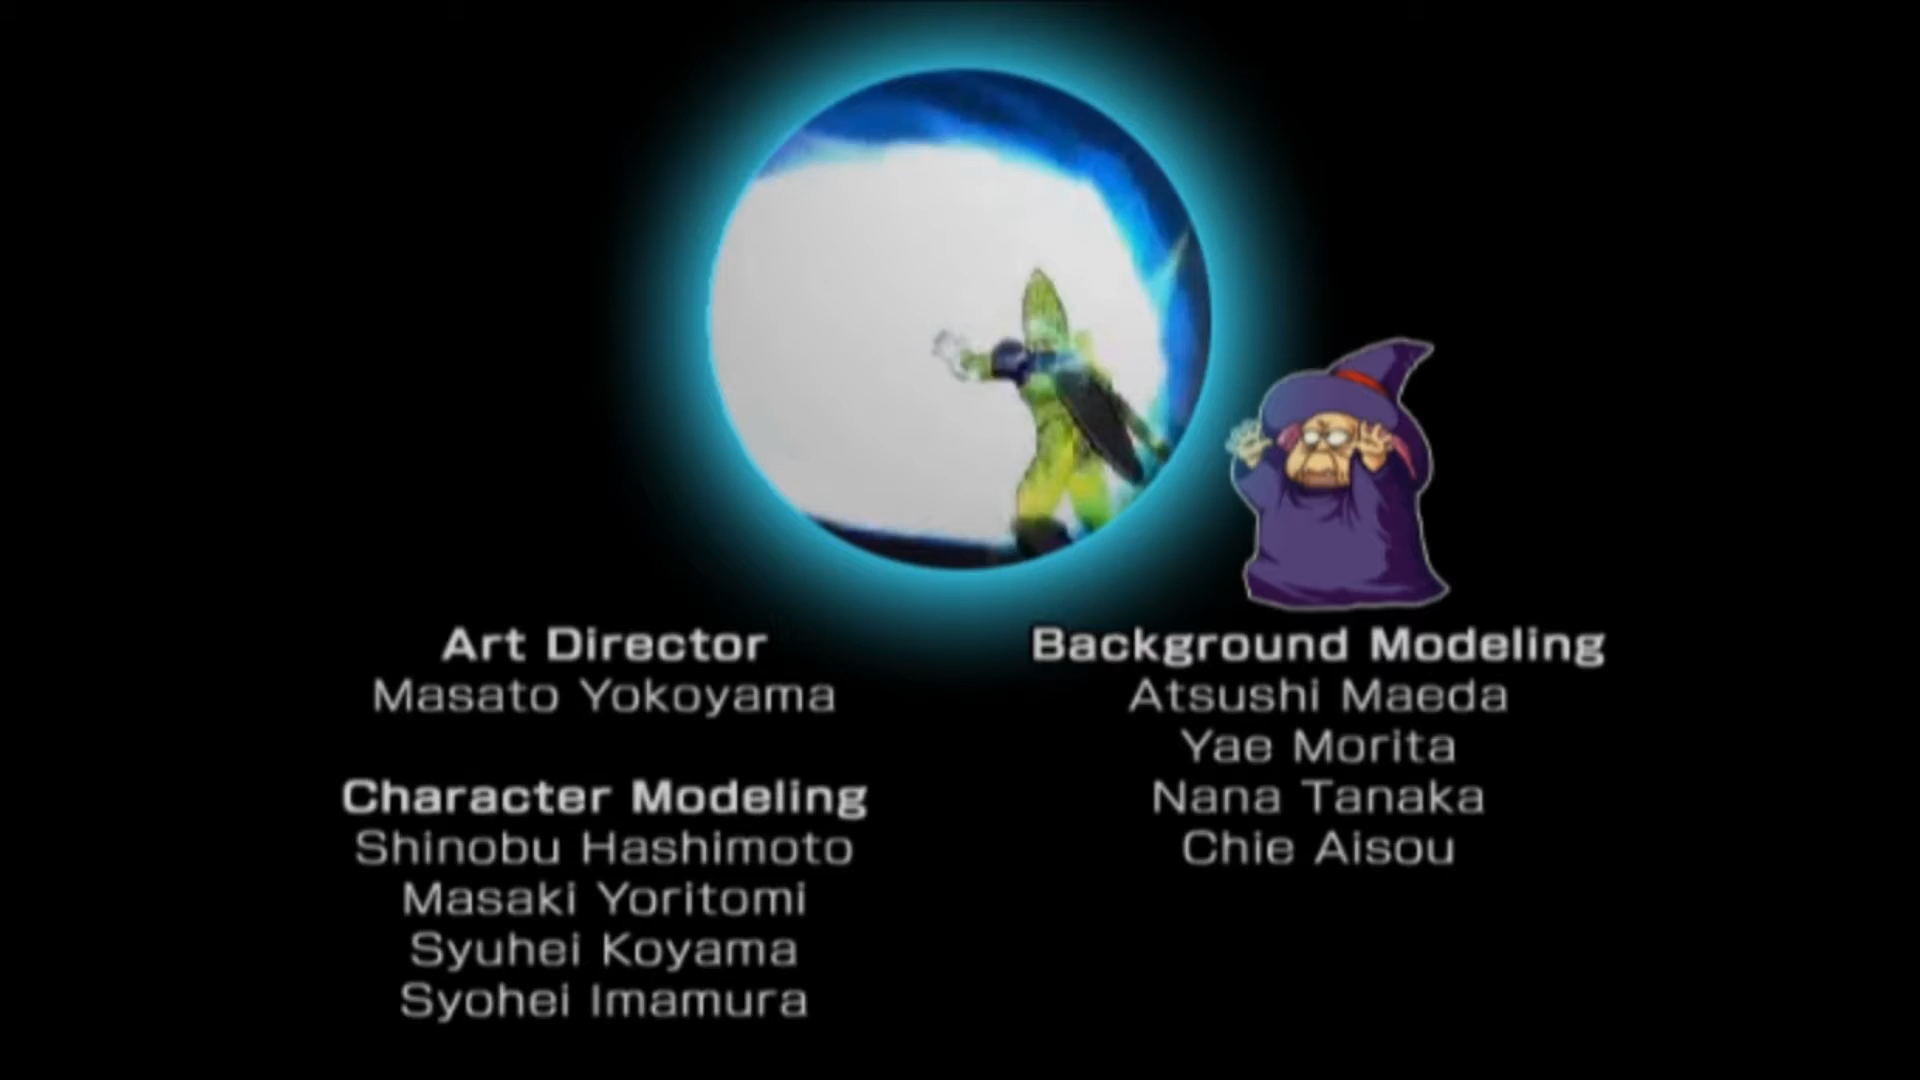 Art Director
Masato Yokoyama
Character Modeling
Shinobu Hashimoto
Masaki Yoritomi
Syuhei Koyama
Syohei Imamura
Background Modeling
Atsushi Maeda
Yae Morita
Nana Tanaka
Chie Aisou